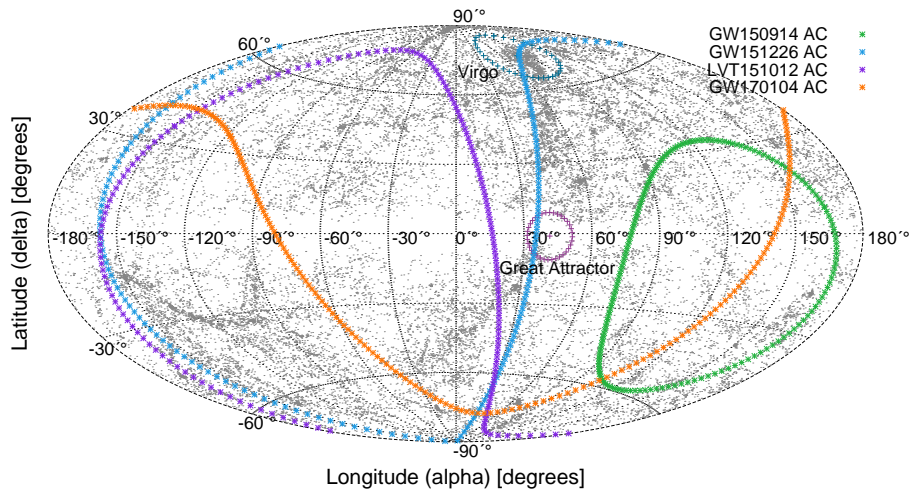 90´°
GW150914 AC
GW151226 AC
LVT151012 AC
GW170104 AC
60´°
Virgo
30´°
-180´° -150´° -120´° -90´° -60´° -30´° 0´° 30´° 60´° 90´° 120´° 150´° 180´°
Great Attractor
-30´°
-60´°
-90´°
Latitude (delta) [degrees]
Longitude (alpha) [degrees]